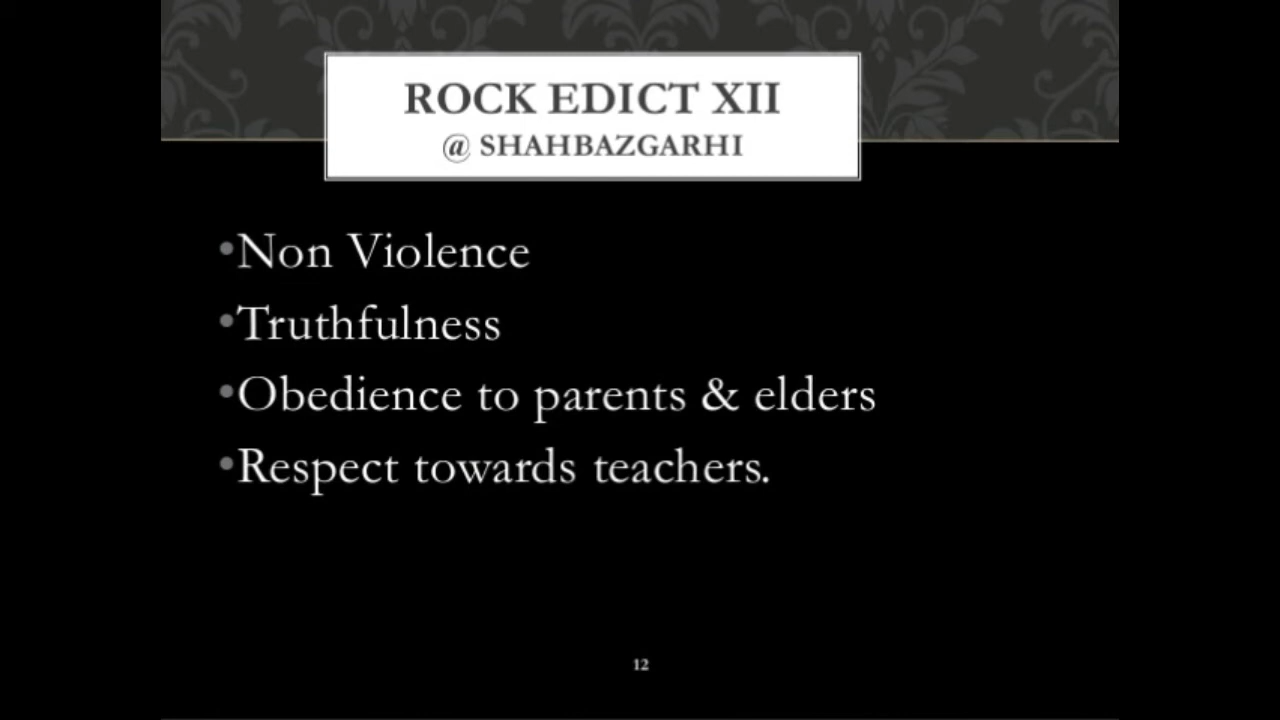 ROCK EDICT XII
@ SHAHBAZGARHI
•Non Violence
•Truthfulness
•Obedience to parents & elders
•Respect towards teachers.
12